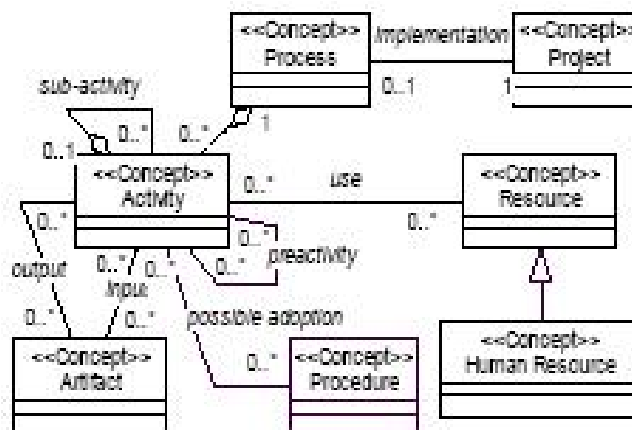 <<Concept>>
Process
Implementation
<<Concept>>
Project
0..1
1
sub-activity
0..*
0..1
0..*
1
<<Concept>>
Activity
0..*
use
0..*
<<Concept>>
Resource
0..*
0..*
0..*
preactivity
output
0..*
Input
0..*
0..*
0..*
possible adoption
0..*
<<Concept>>
Artifact
<<Concept>>
Procedure
<<Concept>>
Human Resource